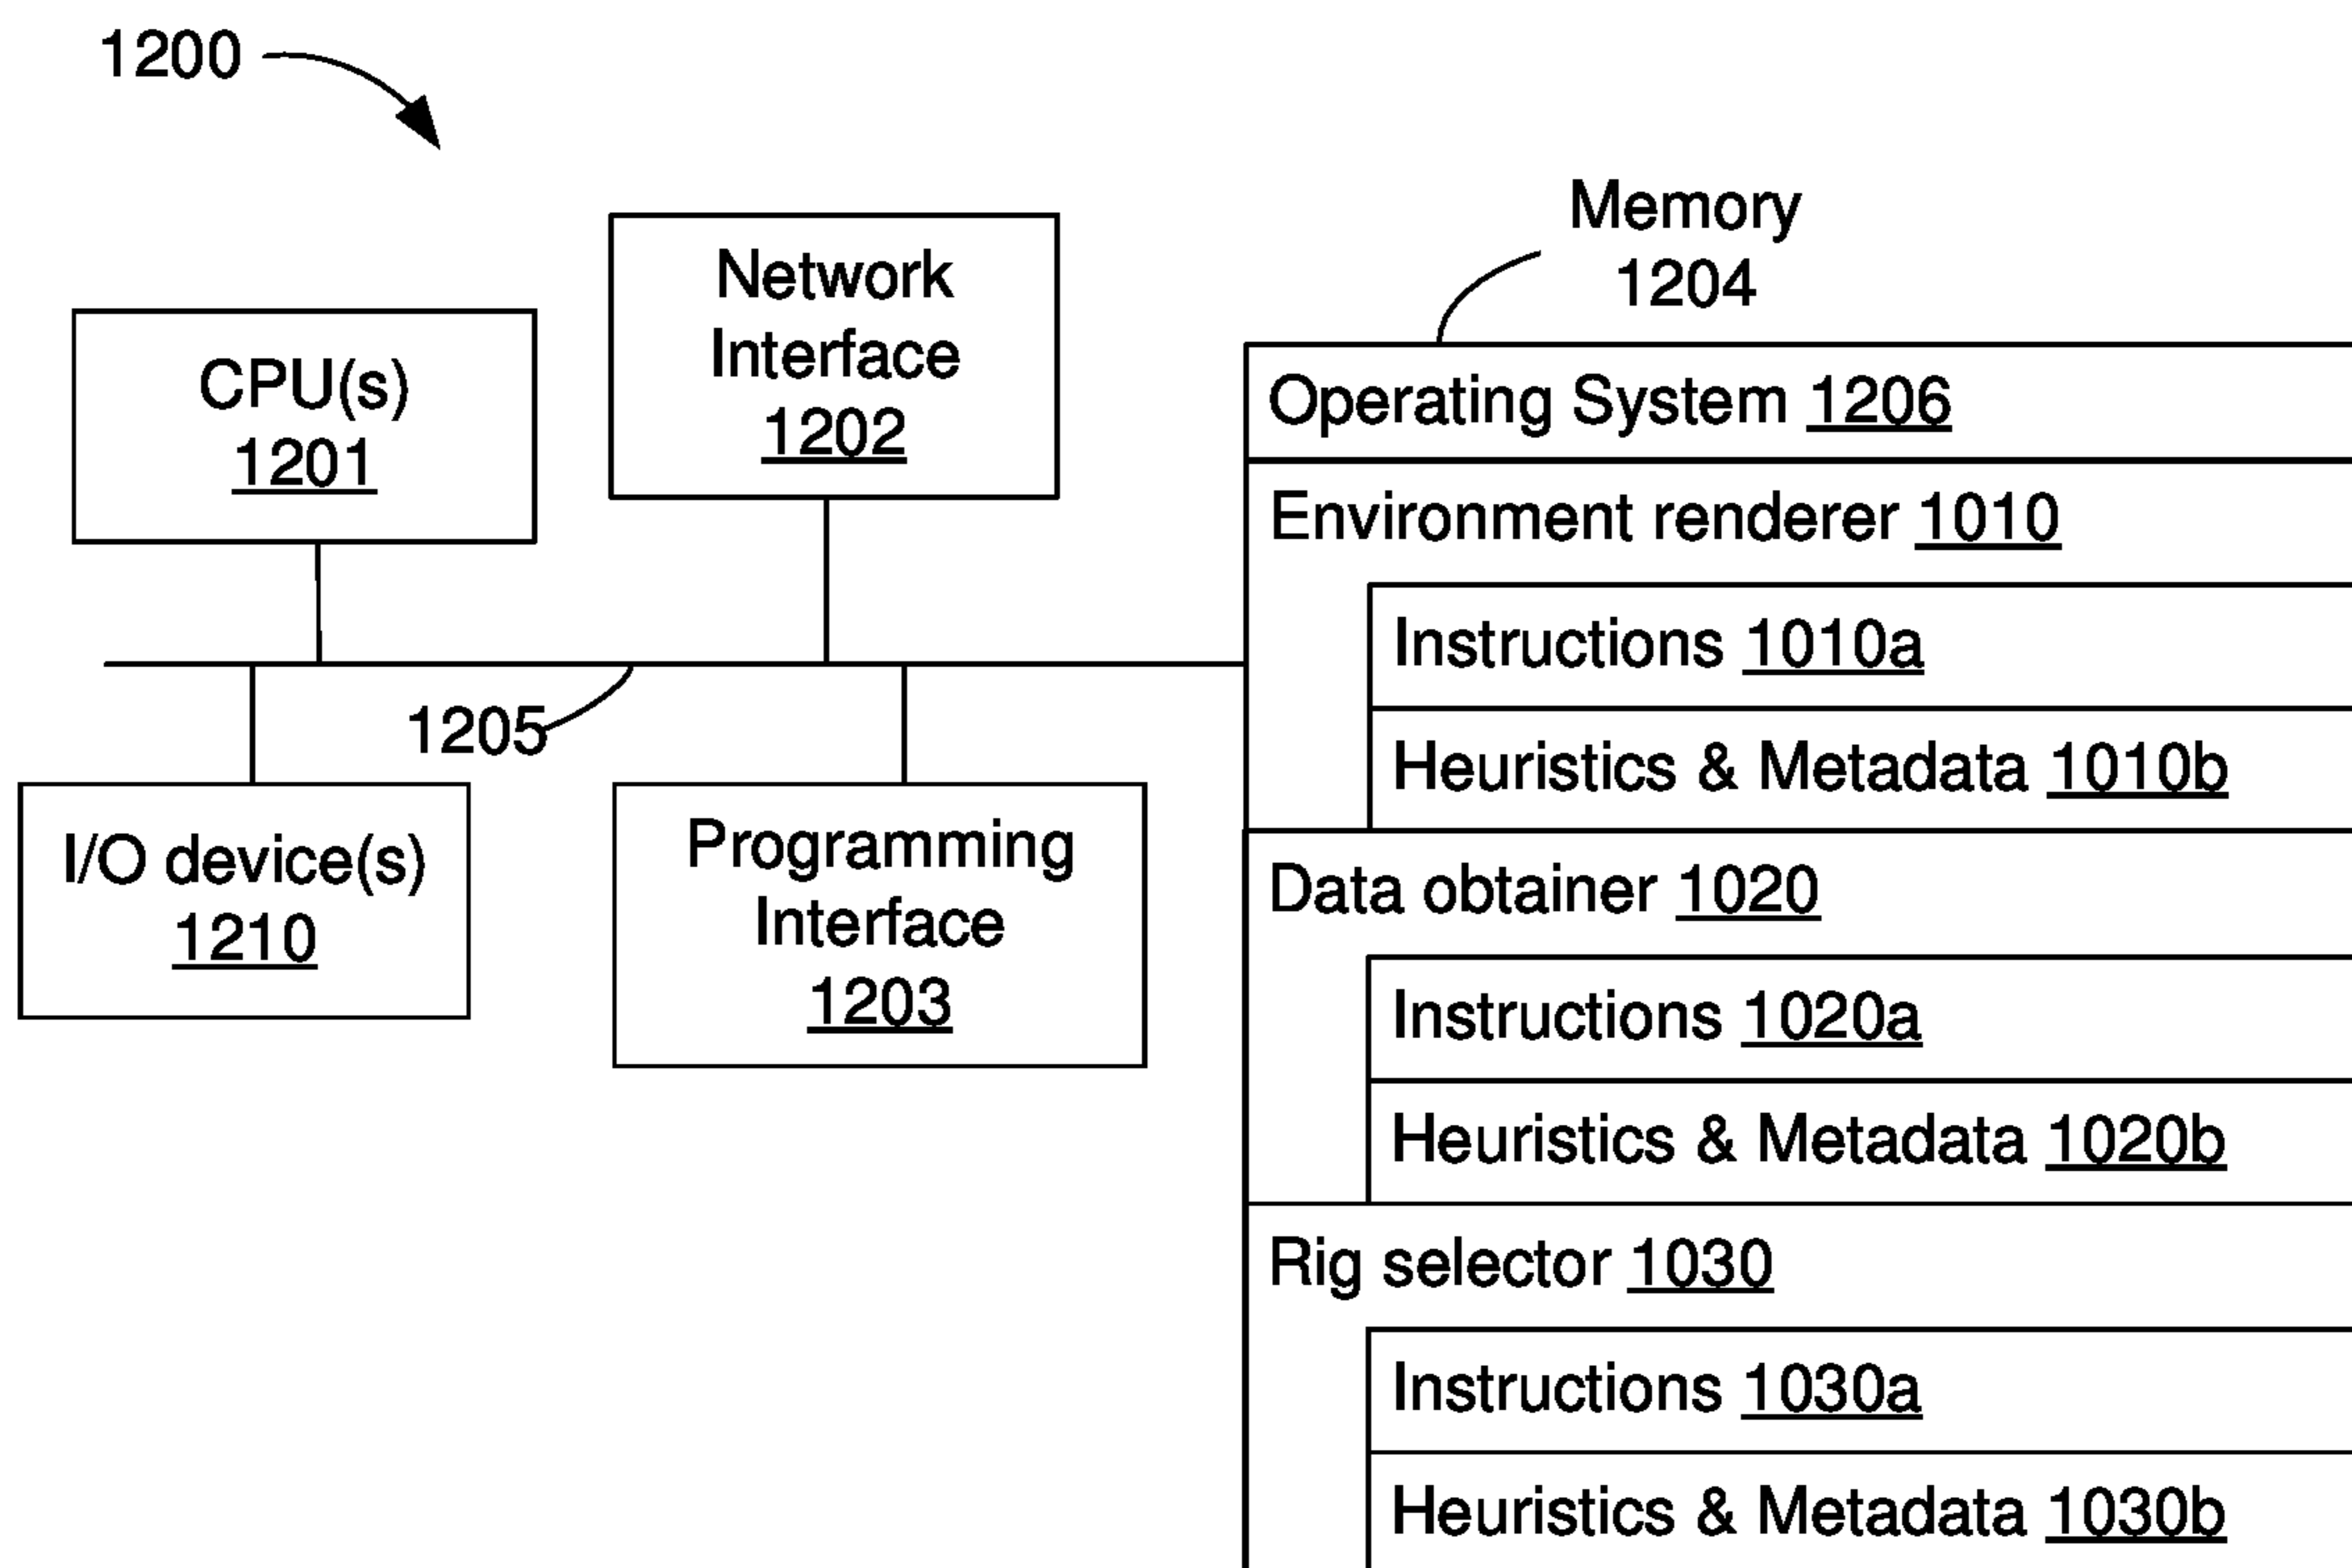 1200
Network
Interface
1202
CPU(s)
1201
1205
I/O device(s)
1210
Programming
Interface
1203
Memory
1204
Operating System 1206
Environment renderer 1010
Instructions 1010a
Heuristics & Metadata 1010b
Data obtainer 1020
Instructions 1020a
Heuristics & Metadata 1020b
Rig selector 1030
Instructions 1030a
Heuristics & Metadata 1030b